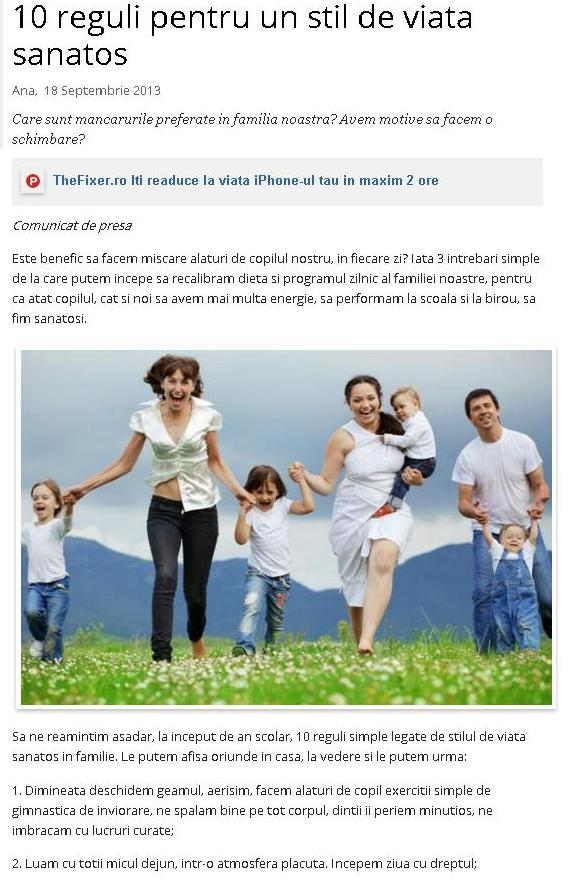 10 reguli pentru un stil de viata
sanatos
Ana, 18 Septembrie 2013
Care sunt mancarurile preferate in familia noastra? Avem motive sa facem o
schimbare?
TheFixer.ro Iti readuce la viata iPhone-ul tau in maxim 2 ore
Comunicat de presa
Este benefic sa facem miscare alaturi de copilul nostru, in fiecare zi? Iata 3 intrebari simple
de la care putem incepe sa recalibram dieta si programul zilnic al familiei noastre, pentru
ca atat copilul, cat si noi sa avem mai multa energie, sa performam la scoala si la birou, sa
fim sanatosi.
Sa ne reamintim asadar, la inceput de an scolar, 10 reguli simple legate de stilul de viata
sanatos in familie. Le putem afisa oriunde in casa, la vedere si le putem urma:
1. Dimineata deschidem geamul, aerisim, facem alaturi de copil exercitii simple de
gimnastica de inviorare, ne spalam bine pe tot corpul, dintii ii periem minutios, ne
imbracam cu lucruri curate;
2. Luam cu totii micul dejun, intr-o atmosfera placuta. Incepem ziua cu dreptul;